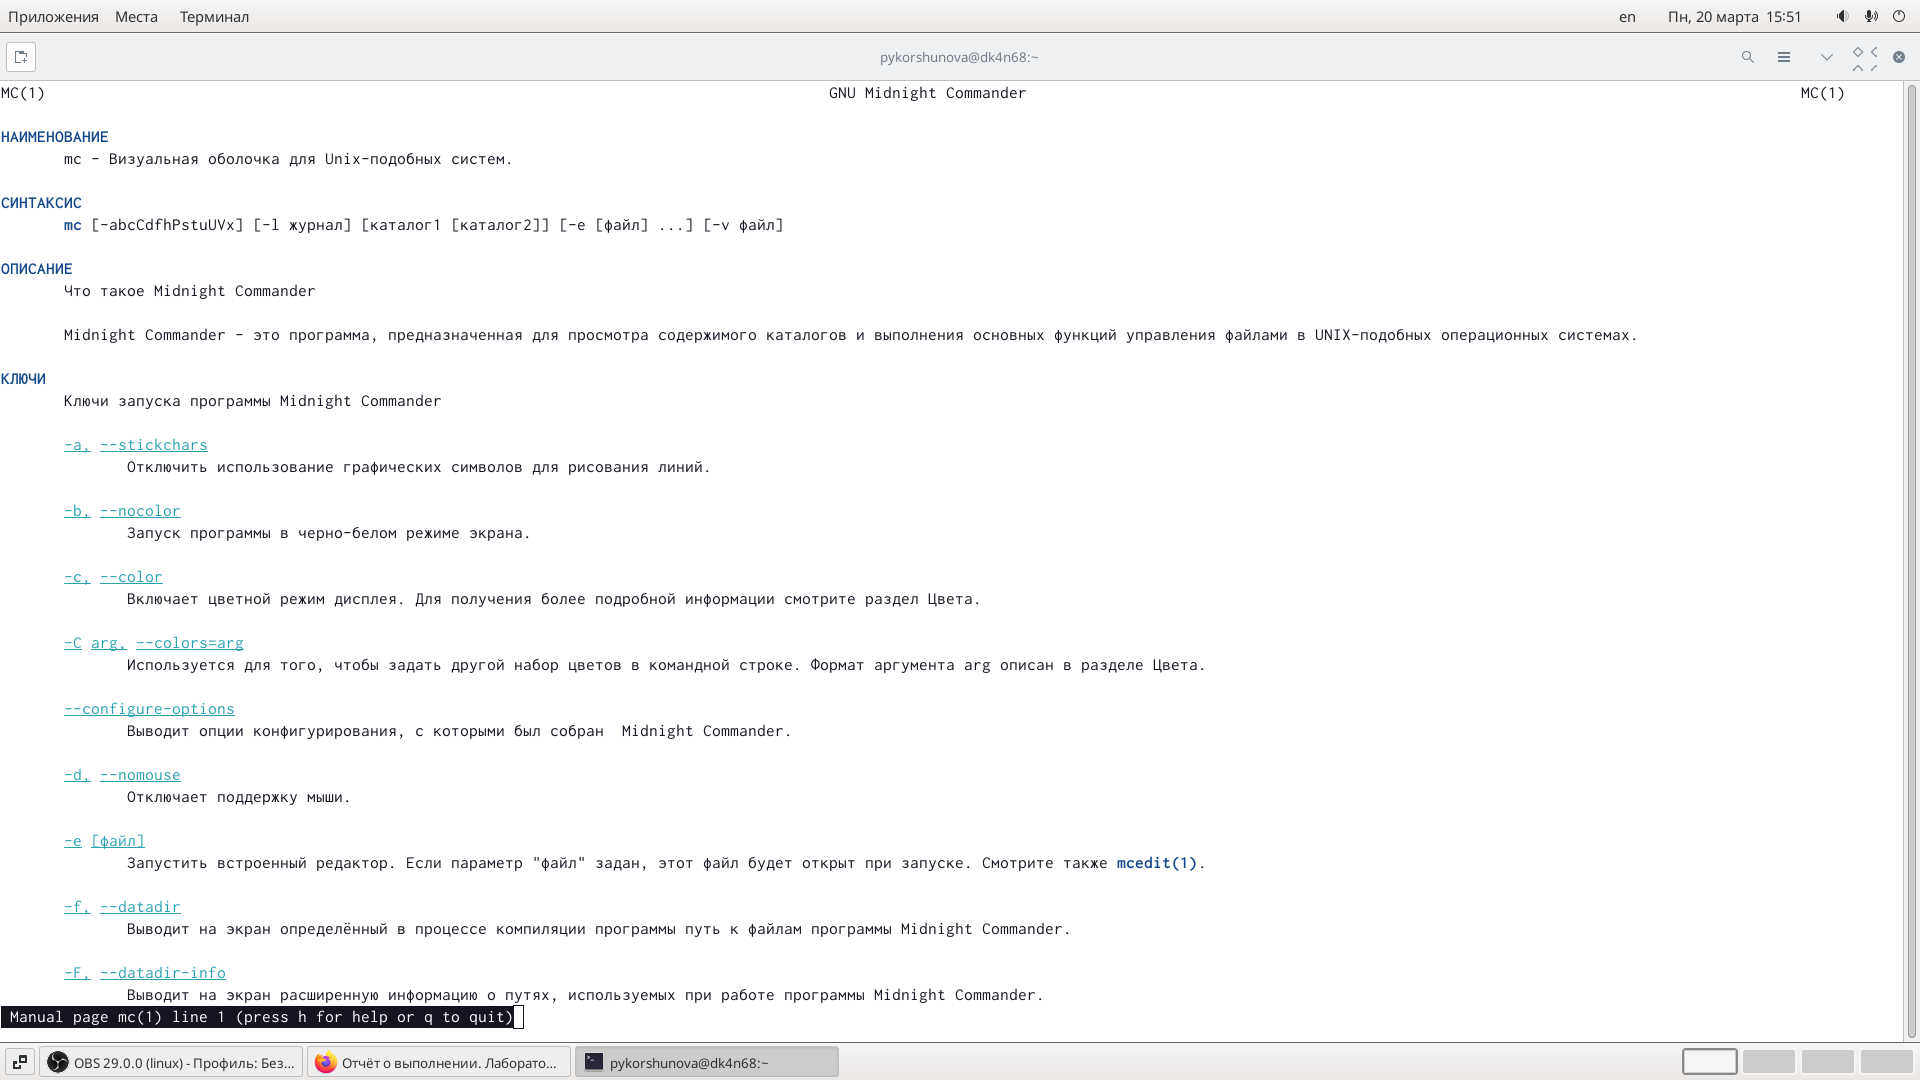 Приложения Места Терминал en Пн, 20 марта 15:51
pykorshunova@dk4n68:~
MC(1) GNU Midnight Commander MC(1)
НАИМЕНОВАНИЕ
mc - Визуальная оболочка для Unix-подобных систем.
СИНТАКСИС
mc [-abcCdfhPstuUVx] [-l журнал] [каталог1 [каталог2]] [-e [файл] ...] [-v файл]
ОПИСАНИЕ
Что такое Midnight Commander
Midnight Commander - это программа, предназначенная для просмотра содержимого каталогов и выполнения основных функций управления файлами в UNIX-подобных операционных системах.
КЛЮЧИ
Ключи запуска программы Midnight Commander
-a, --stickchars
Отключить использование графических символов для рисования линий.
-b, --nocolor
Запуск программы в черно-белом режиме экрана.
-c, --color
Включает цветной режим дисплея. Для получения более подробной информации смотрите раздел Цвета.
-C arg, --colors=arg
Используется для того, чтобы задать другой набор цветов в командной строке. Формат аргумента arg описан в разделе Цвета.
--configure-options
Выводит опции конфигурирования, с которыми был собран  Midnight Commander.
-d, --nomouse
Отключает поддержку мыши.
-e [файл]
Запустить встроенный редактор. Если параметр "файл" задан, этот файл будет открыт при запуске. Смотрите также mcedit(1).
-f, --datadir
Выводит на экран определённый в процессе компиляции программы путь к файлам программы Midnight Commander.
-F, --datadir-info
Выводит на экран расширенную информацию о путях, используемых при работе программы Midnight Commander.
Manual page mc(1) line 1 (press h for help or q to quit)
OBS 29.0.0 (linux) - Профиль: Без... Отчёт о выполнении. Лаборато... pykorshunova@dk4n68:~